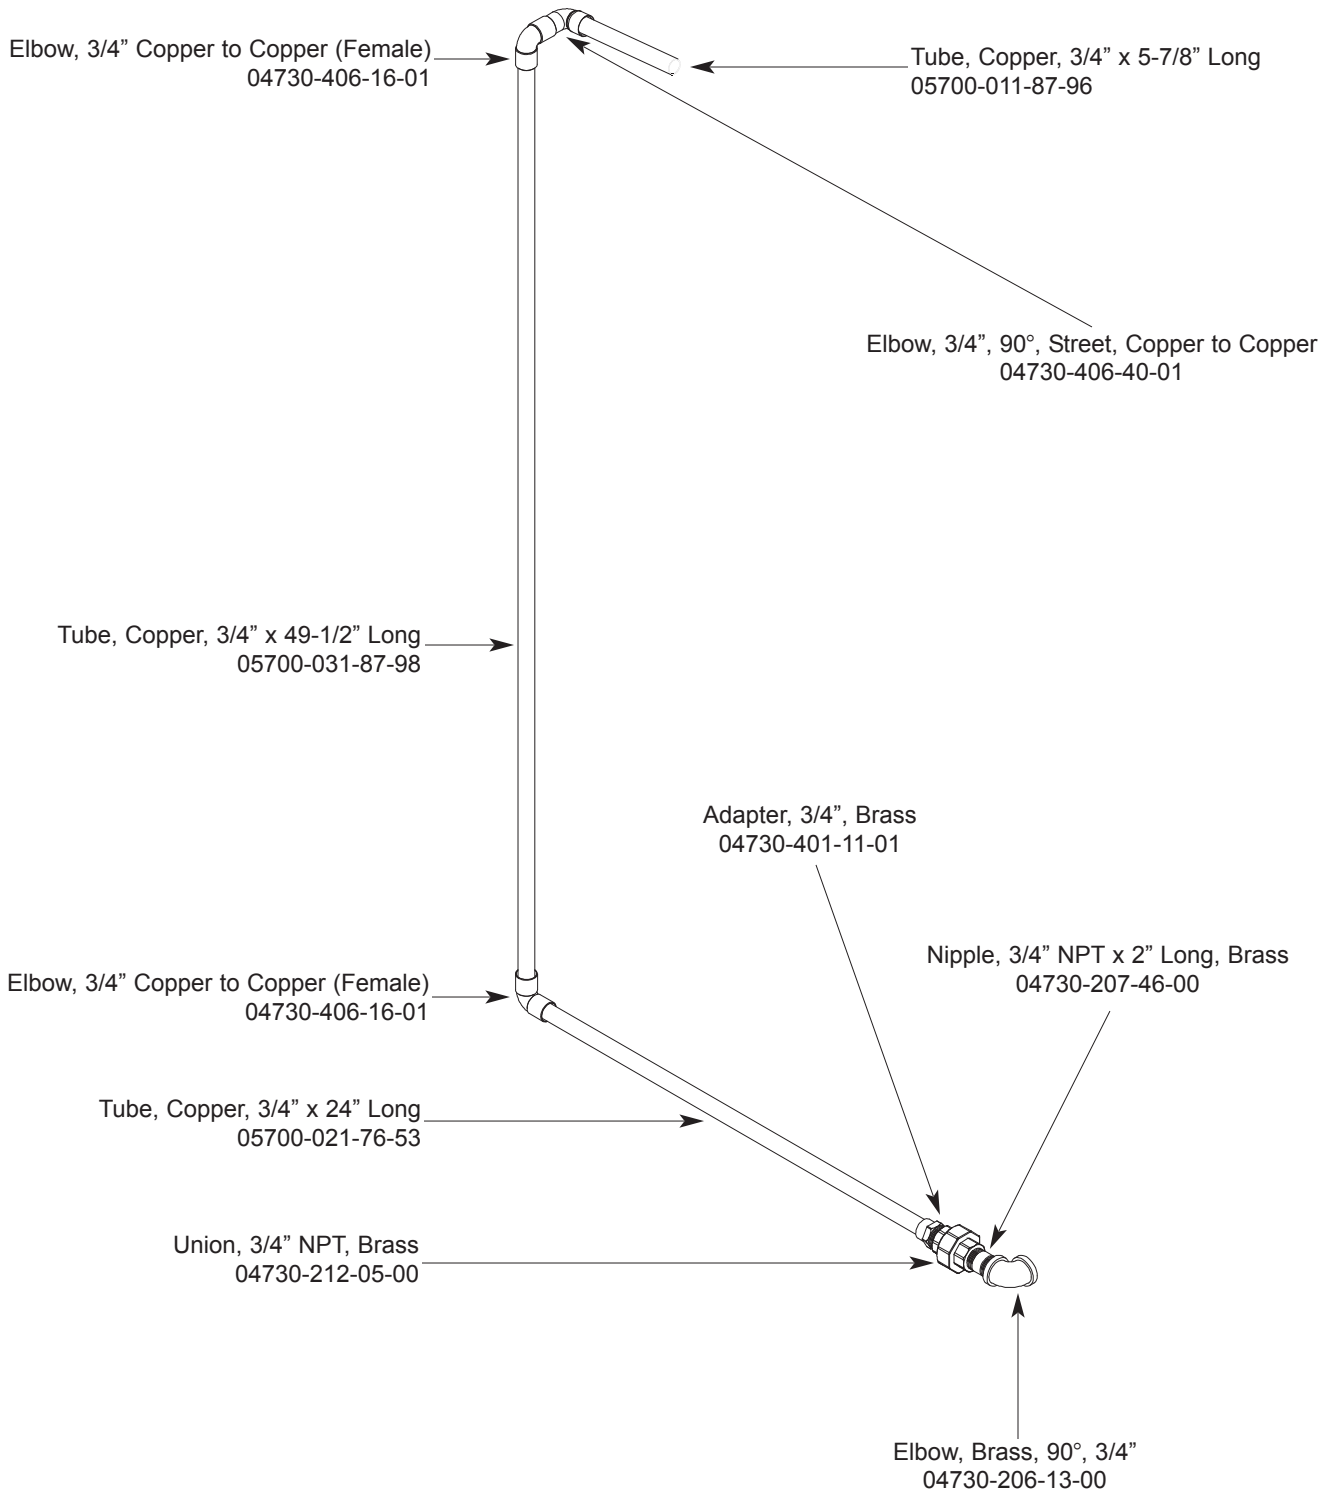 Elbow, 3/4” Copper to Copper (Female)
04730-406-16-01
Tube, Copper, 3/4” x 5-7/8” Long
05700-011-87-96
Elbow, 3/4”, 90°, Street, Copper to Copper
04730-406-40-01
Tube, Copper, 3/4” x 49-1/2” Long
05700-031-87-98
Adapter, 3/4”, Brass
04730-401-11-01
Nipple, 3/4” NPT x 2” Long, Brass
04730-207-46-00
Elbow, 3/4” Copper to Copper (Female)
04730-406-16-01
Tube, Copper, 3/4” x 24” Long
05700-021-76-53
Union, 3/4” NPT, Brass
04730-212-05-00
Elbow, Brass, 90°, 3/4”
04730-206-13-00